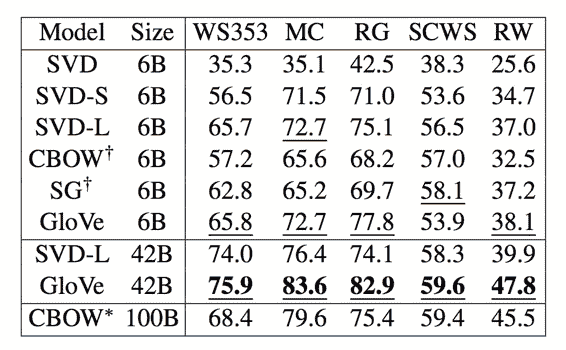 Model Size WS353 MC RG SCWS RW
SVD 6B 35.3 35.1 42.5 38.3 25.6
SVD-S 6B 56.5 71.5 71.0 53.6 34.7
SVD-L 6B 65.7 72.7 75.1 56.5 37.0
CBOW† 6B 57.2 65.6 68.2 57.0 32.5
SG† 6B 62.8 65.2 69.7 58.1 37.2
GloVe 6B 65.8 72.7 77.8 53.9 38.1
SVD-L 42B 74.0 76.4 74.1 58.3 39.9
GloVe 42B 75.9 83.6 82.9 59.6 47.8
CBOW* 100B 68.4 79.6 75.4 59.4 45.5